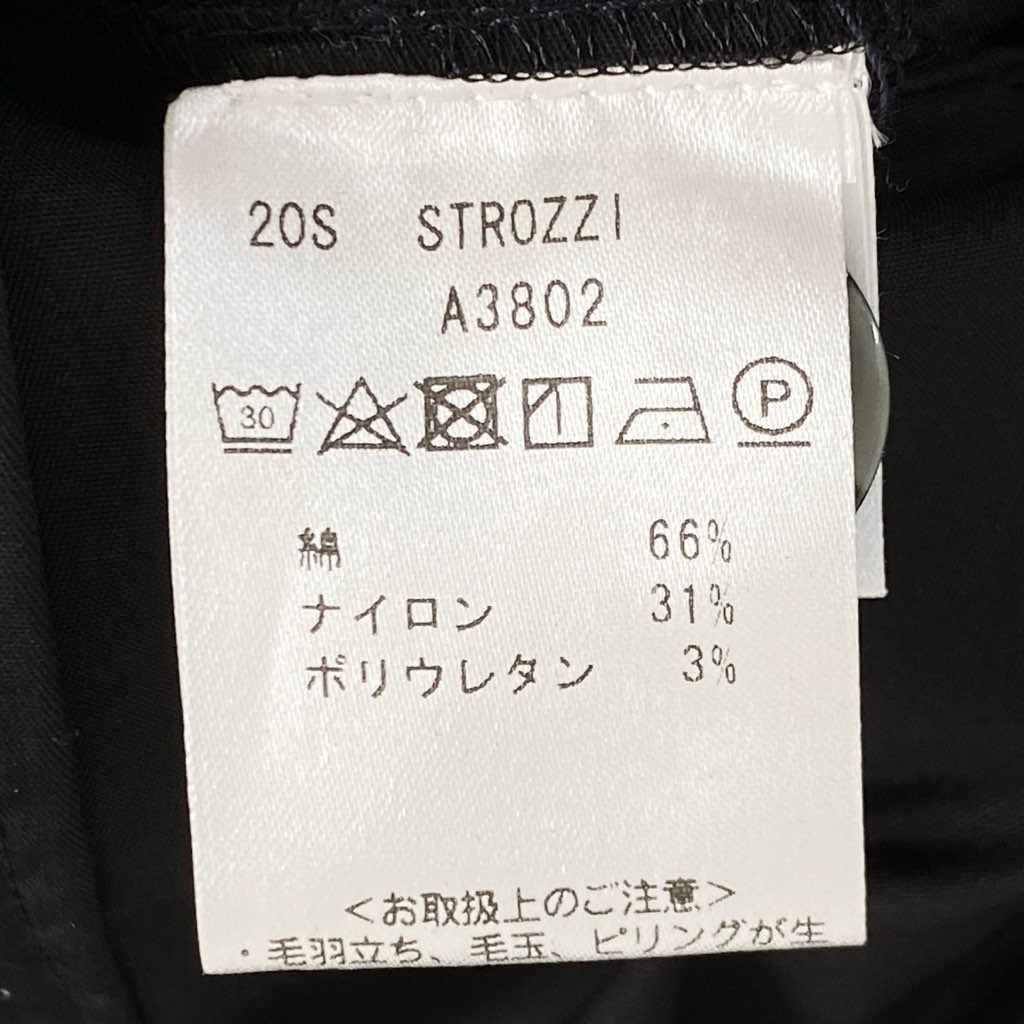 20S STROZZI
A3802
30 P
綿 66%
ナイロン 31%
ポリウレタン 3%
<お取扱上のご注意>
・毛羽立ち、毛玉、ピリングが生